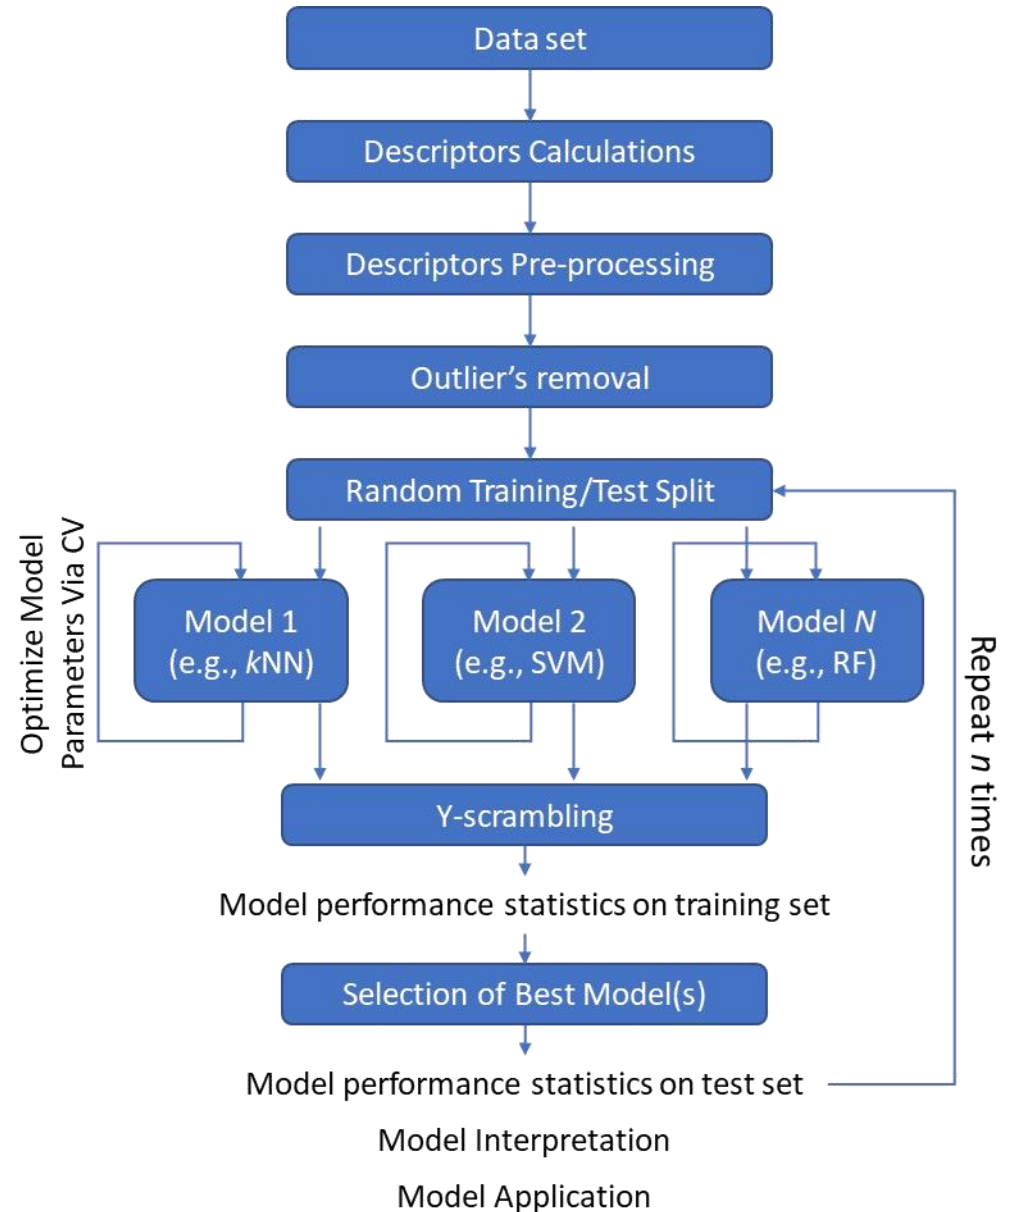 Data set
Descriptors Calculations
Descriptors Pre-processing
Outlier's removal
Random Training/Test Split
Optimize Model
Parameters Via CV
Model 1
(e.g., kNN)
Model 2
(e.g., SVM)
Model N
(e.g., RF)
Repeat n times
Y-scrambling
Model performance statistics on training set
Selection of Best Model(s)
Model performance statistics on test set
Model Interpretation
Model Application